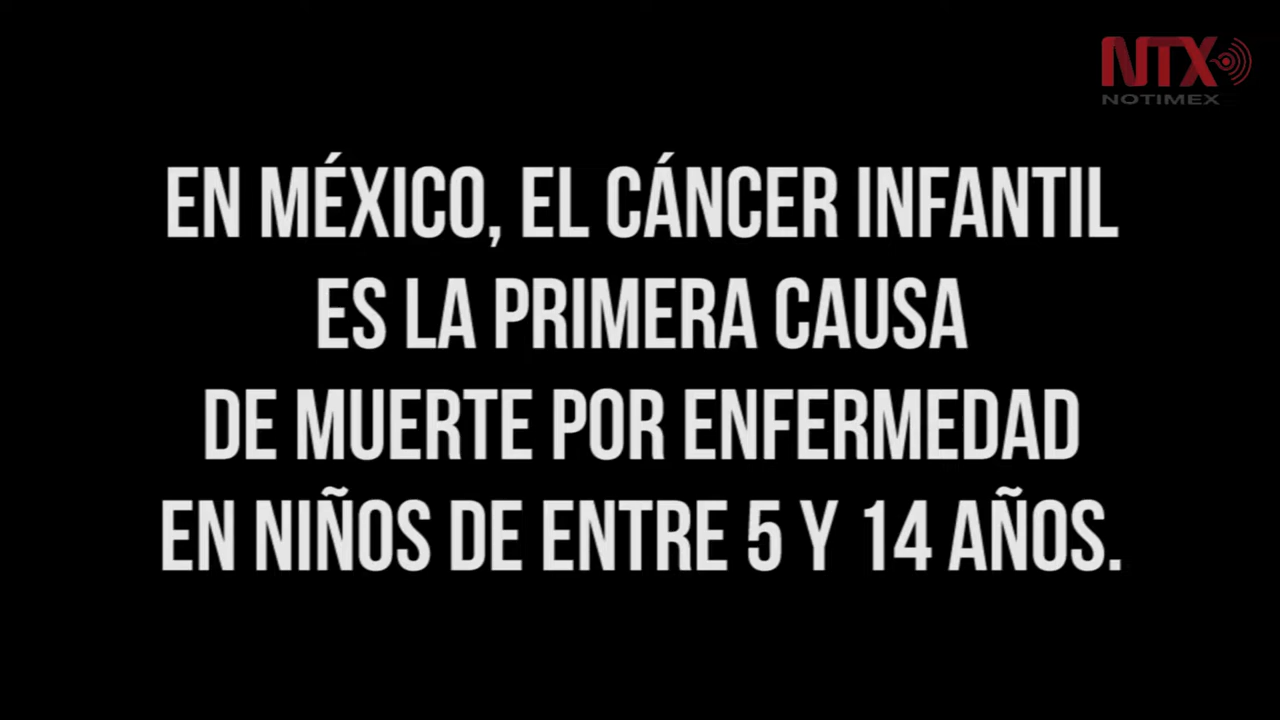 NTX
NOTIMEX
EN MÉXICO, EL CÁNCER INFANTIL
ES LA PRIMERA CAUSA
DE MUERTE POR ENFERMEDAD
EN NIÑOS DE ENTRE 5 Y 14 AÑOS.